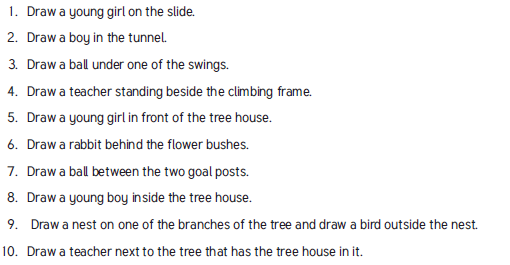 1. Draw a young girl on the slide.
2. Draw a boy in the tunnel.
3. Draw a ball under one of the swings.
4. Draw a teacher standing beside the climbing frame.
5. Draw a young girl in front of the tree house.
6. Draw a rabbit behind the flower bushes.
7. Draw a ball between the two goal posts.
8. Draw a young boy inside the tree house.
9. Draw a nest on one of the branches of the tree and draw a bird outside the nest.
10. Draw a teacher next to the tree that has the tree house in it.